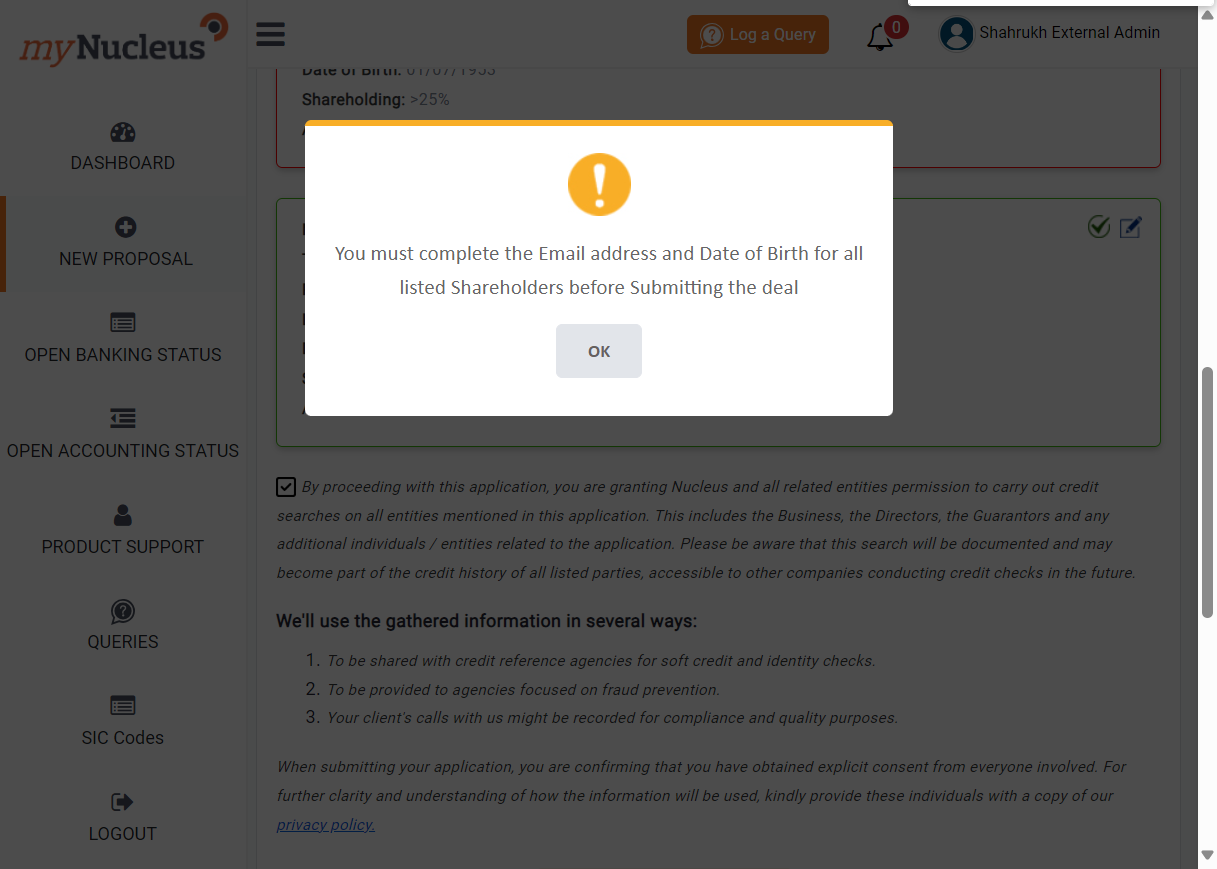 myNucleus
Log a Query
0
Shahrukh External Admin
Date of Birth: 01/07/1953
Shareholding: >25%
DASHBOARD
NEW PROPOSAL
OPEN BANKING STATUS
OPEN ACCOUNTING STATUS
PRODUCT SUPPORT
QUERIES
SIC Codes
LOGOUT
You must complete the Email address and Date of Birth for all
listed Shareholders before Submitting the deal
OK
By proceeding with this application, you are granting Nucleus and all related entities permission to carry out credit
searches on all entities mentioned in this application. This includes the Business, the Directors, the Guarantors and any
additional individuals / entities related to the application. Please be aware that this search will be documented and may
become part of the credit history of all listed parties, accessible to other companies conducting credit checks in the future.
We'll use the gathered information in several ways:
1. To be shared with credit reference agencies for soft credit and identity checks.
2. To be provided to agencies focused on fraud prevention.
3. Your client's calls with us might be recorded for compliance and quality purposes.
When submitting your application, you are confirming that you have obtained explicit consent from everyone involved. For
further clarity and understanding of how the information will be used, kindly provide these individuals with a copy of our
privacy policy.